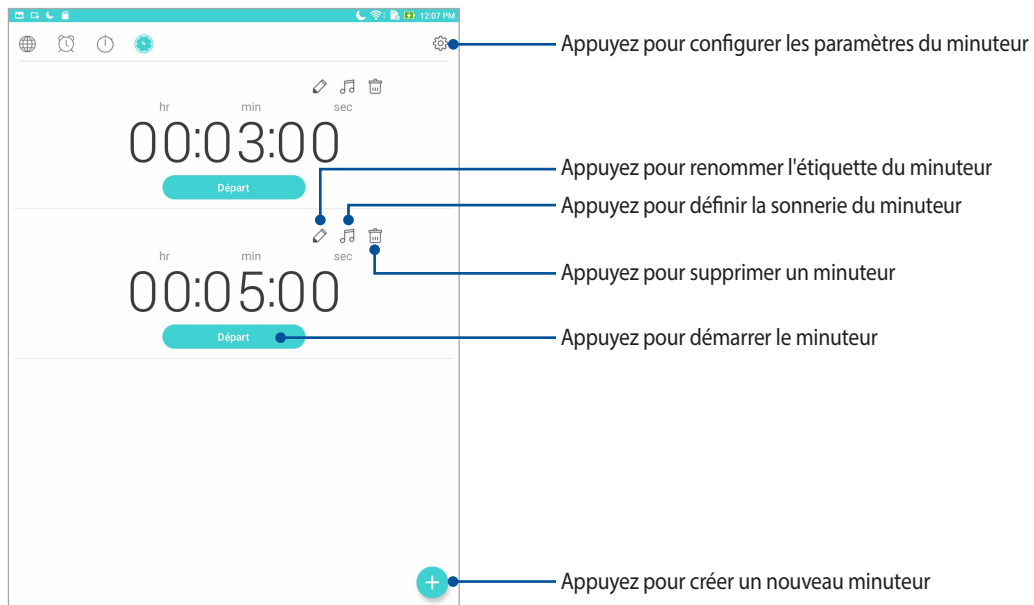 12:07 PM
Appuyez pour configurer les paramètres du minuteur
hr min sec
00:03:00
Départ
Appuyez pour renommer l'étiquette du minuteur
Appuyez pour définir la sonnerie du minuteur
hr min sec
00:05:00
Appuyez pour supprimer un minuteur
Départ
Appuyez pour démarrer le minuteur
Appuyez pour créer un nouveau minuteur